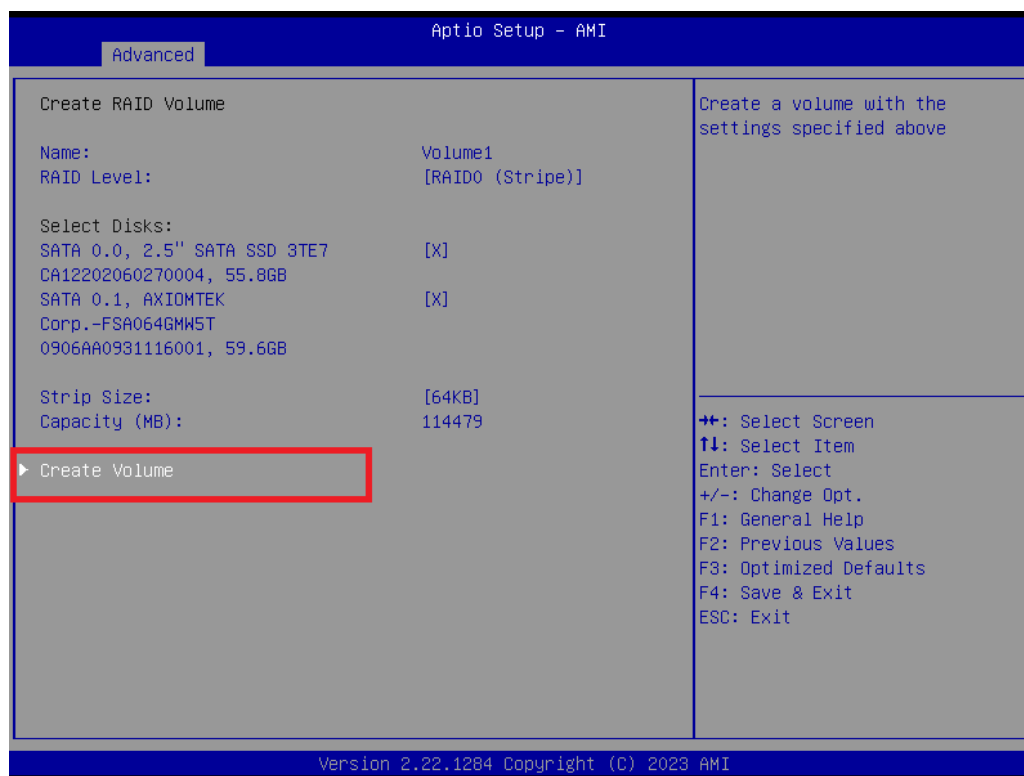 Aptio Setup – AMI
Advanced
Create RAID Volume
Name: Volume1
RAID Level: [RAID0 (Stripe)]
Select Disks:
SATA 0.0, 2.5" SATA SSD 3TE7 [X]
CA12202060270004, 55.8GB
SATA 0.1, AXIOMTEK [X]
Corp.-FSA064GMW5T
0906AA0931116001, 59.6GB
Strip Size: [64KB]
Capacity (MB): 114479
Create Volume
Create a volume with the
settings specified above
→←: Select Screen
↑↓: Select Item
Enter: Select
+/-: Change Opt.
F1: General Help
F2: Previous Values
F3: Optimized Defaults
F4: Save & Exit
ESC: Exit
Version 2.22.1284 Copyright (C) 2023 AMI